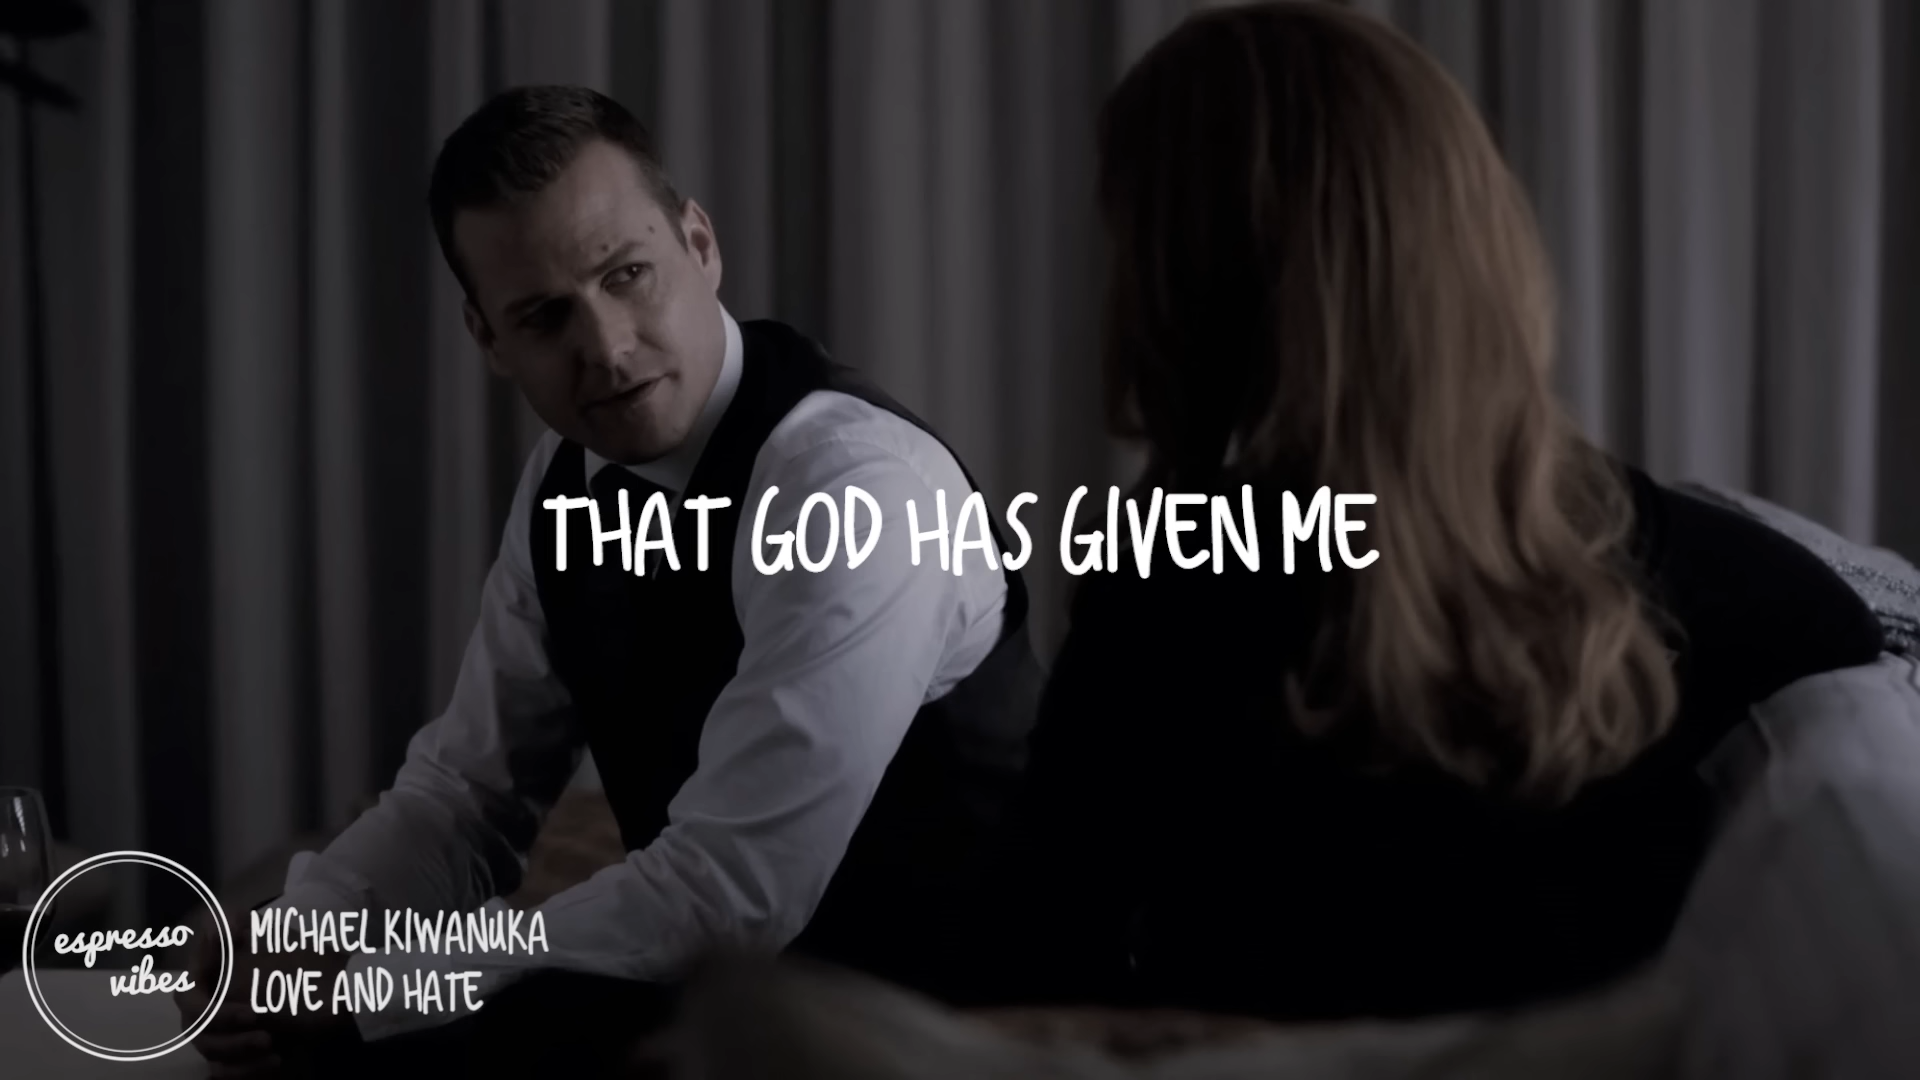 THAT GOD HAS GIVEN ME
espresso
vibes
MICHAEL KIWANUKA
LOVE AND HATE